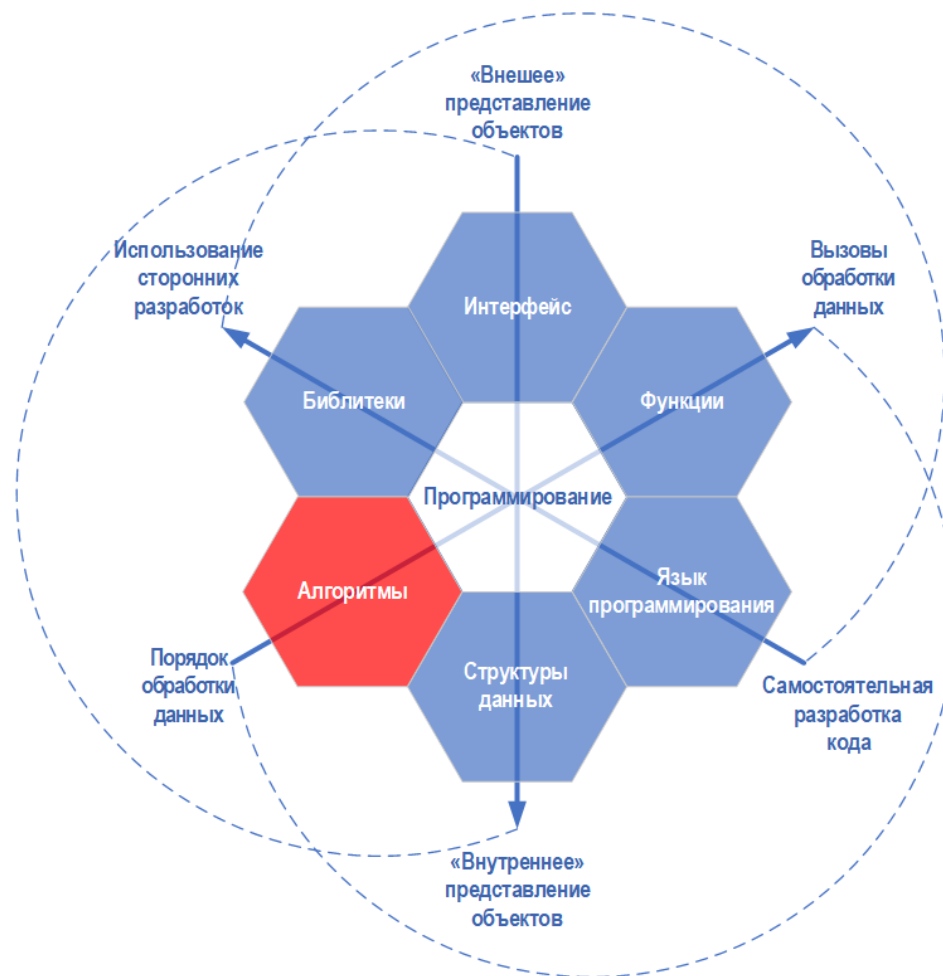 «Внешее»
представление
объектов
Использование
сторонних
разработок
Вызовы
обработки
данных
Интерфейс
Библитеки
Функции
Программирование
Алгоритмы
Язык
программирования
Структуры
данных
Порядок
обработки
данных
Самостоятельная
разработка
кода
«Внутреннее»
представление
объектов